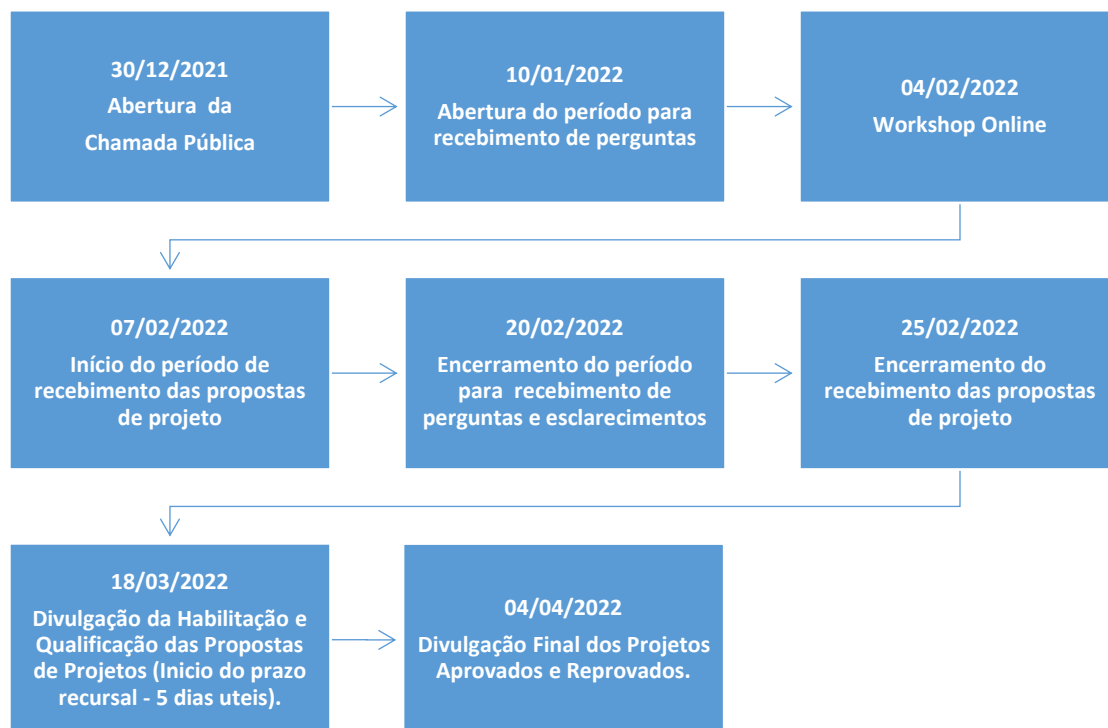 30/12/2021
Abertura da
Chamada Pública
10/01/2022
Abertura do período para
recebimento de perguntas
04/02/2022
Workshop Online
07/02/2022
Início do período de
recebimento das propostas
de projeto
20/02/2022
Encerramento do período
para recebimento de
perguntas e esclarecimentos
25/02/2022
Encerramento do
recebimento das propostas
de projeto
18/03/2022
Divulgação da Habilitação e
Qualificação das Propostas
de Projetos (Inicio do prazo
recursal - 5 dias uteis).
04/04/2022
Divulgação Final dos Projetos
Aprovados e Reprovados.